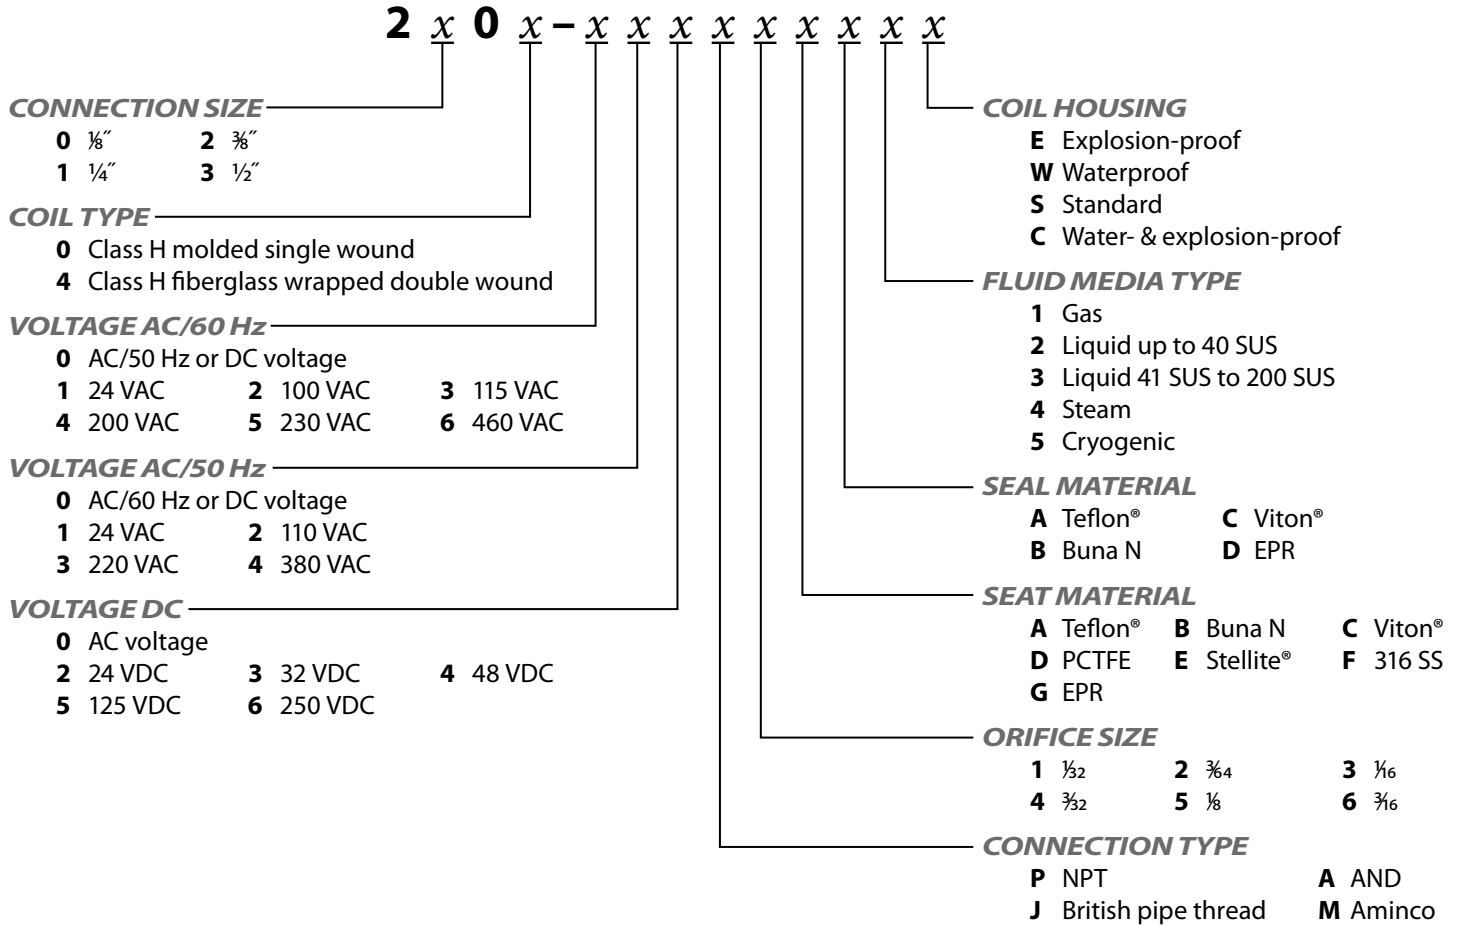 2 x 0 x – x x x x x x x x x
CONNECTION SIZE
0 ⅛″ 2 ⅜″
1 ¼″ 3 ½″
COIL TYPE
0 Class H molded single wound
4 Class H fiberglass wrapped double wound
VOLTAGE AC/60 Hz
0 AC/50 Hz or DC voltage
1 24 VAC 2 100 VAC 3 115 VAC
4 200 VAC 5 230 VAC 6 460 VAC
VOLTAGE AC/50 Hz
0 AC/60 Hz or DC voltage
1 24 VAC 2 110 VAC
3 220 VAC 4 380 VAC
VOLTAGE DC
0 AC voltage
2 24 VDC 3 32 VDC 4 48 VDC
5 125 VDC 6 250 VDC
COIL HOUSING
E Explosion-proof
W Waterproof
S Standard
C Water- & explosion-proof
FLUID MEDIA TYPE
1 Gas
2 Liquid up to 40 SUS
3 Liquid 41 SUS to 200 SUS
4 Steam
5 Cryogenic
SEAL MATERIAL
A Teflon® C Viton®
B Buna N D EPR
SEAT MATERIAL
A Teflon® B Buna N C Viton®
D PCTFE E Stellite® F 316 SS
G EPR
ORIFICE SIZE
1 1⁄32 2 3⁄64 3 1⁄16
4 3⁄32 5 ⅛ 6 3⁄16
CONNECTION TYPE
P NPT A AND
J British pipe thread M Aminco